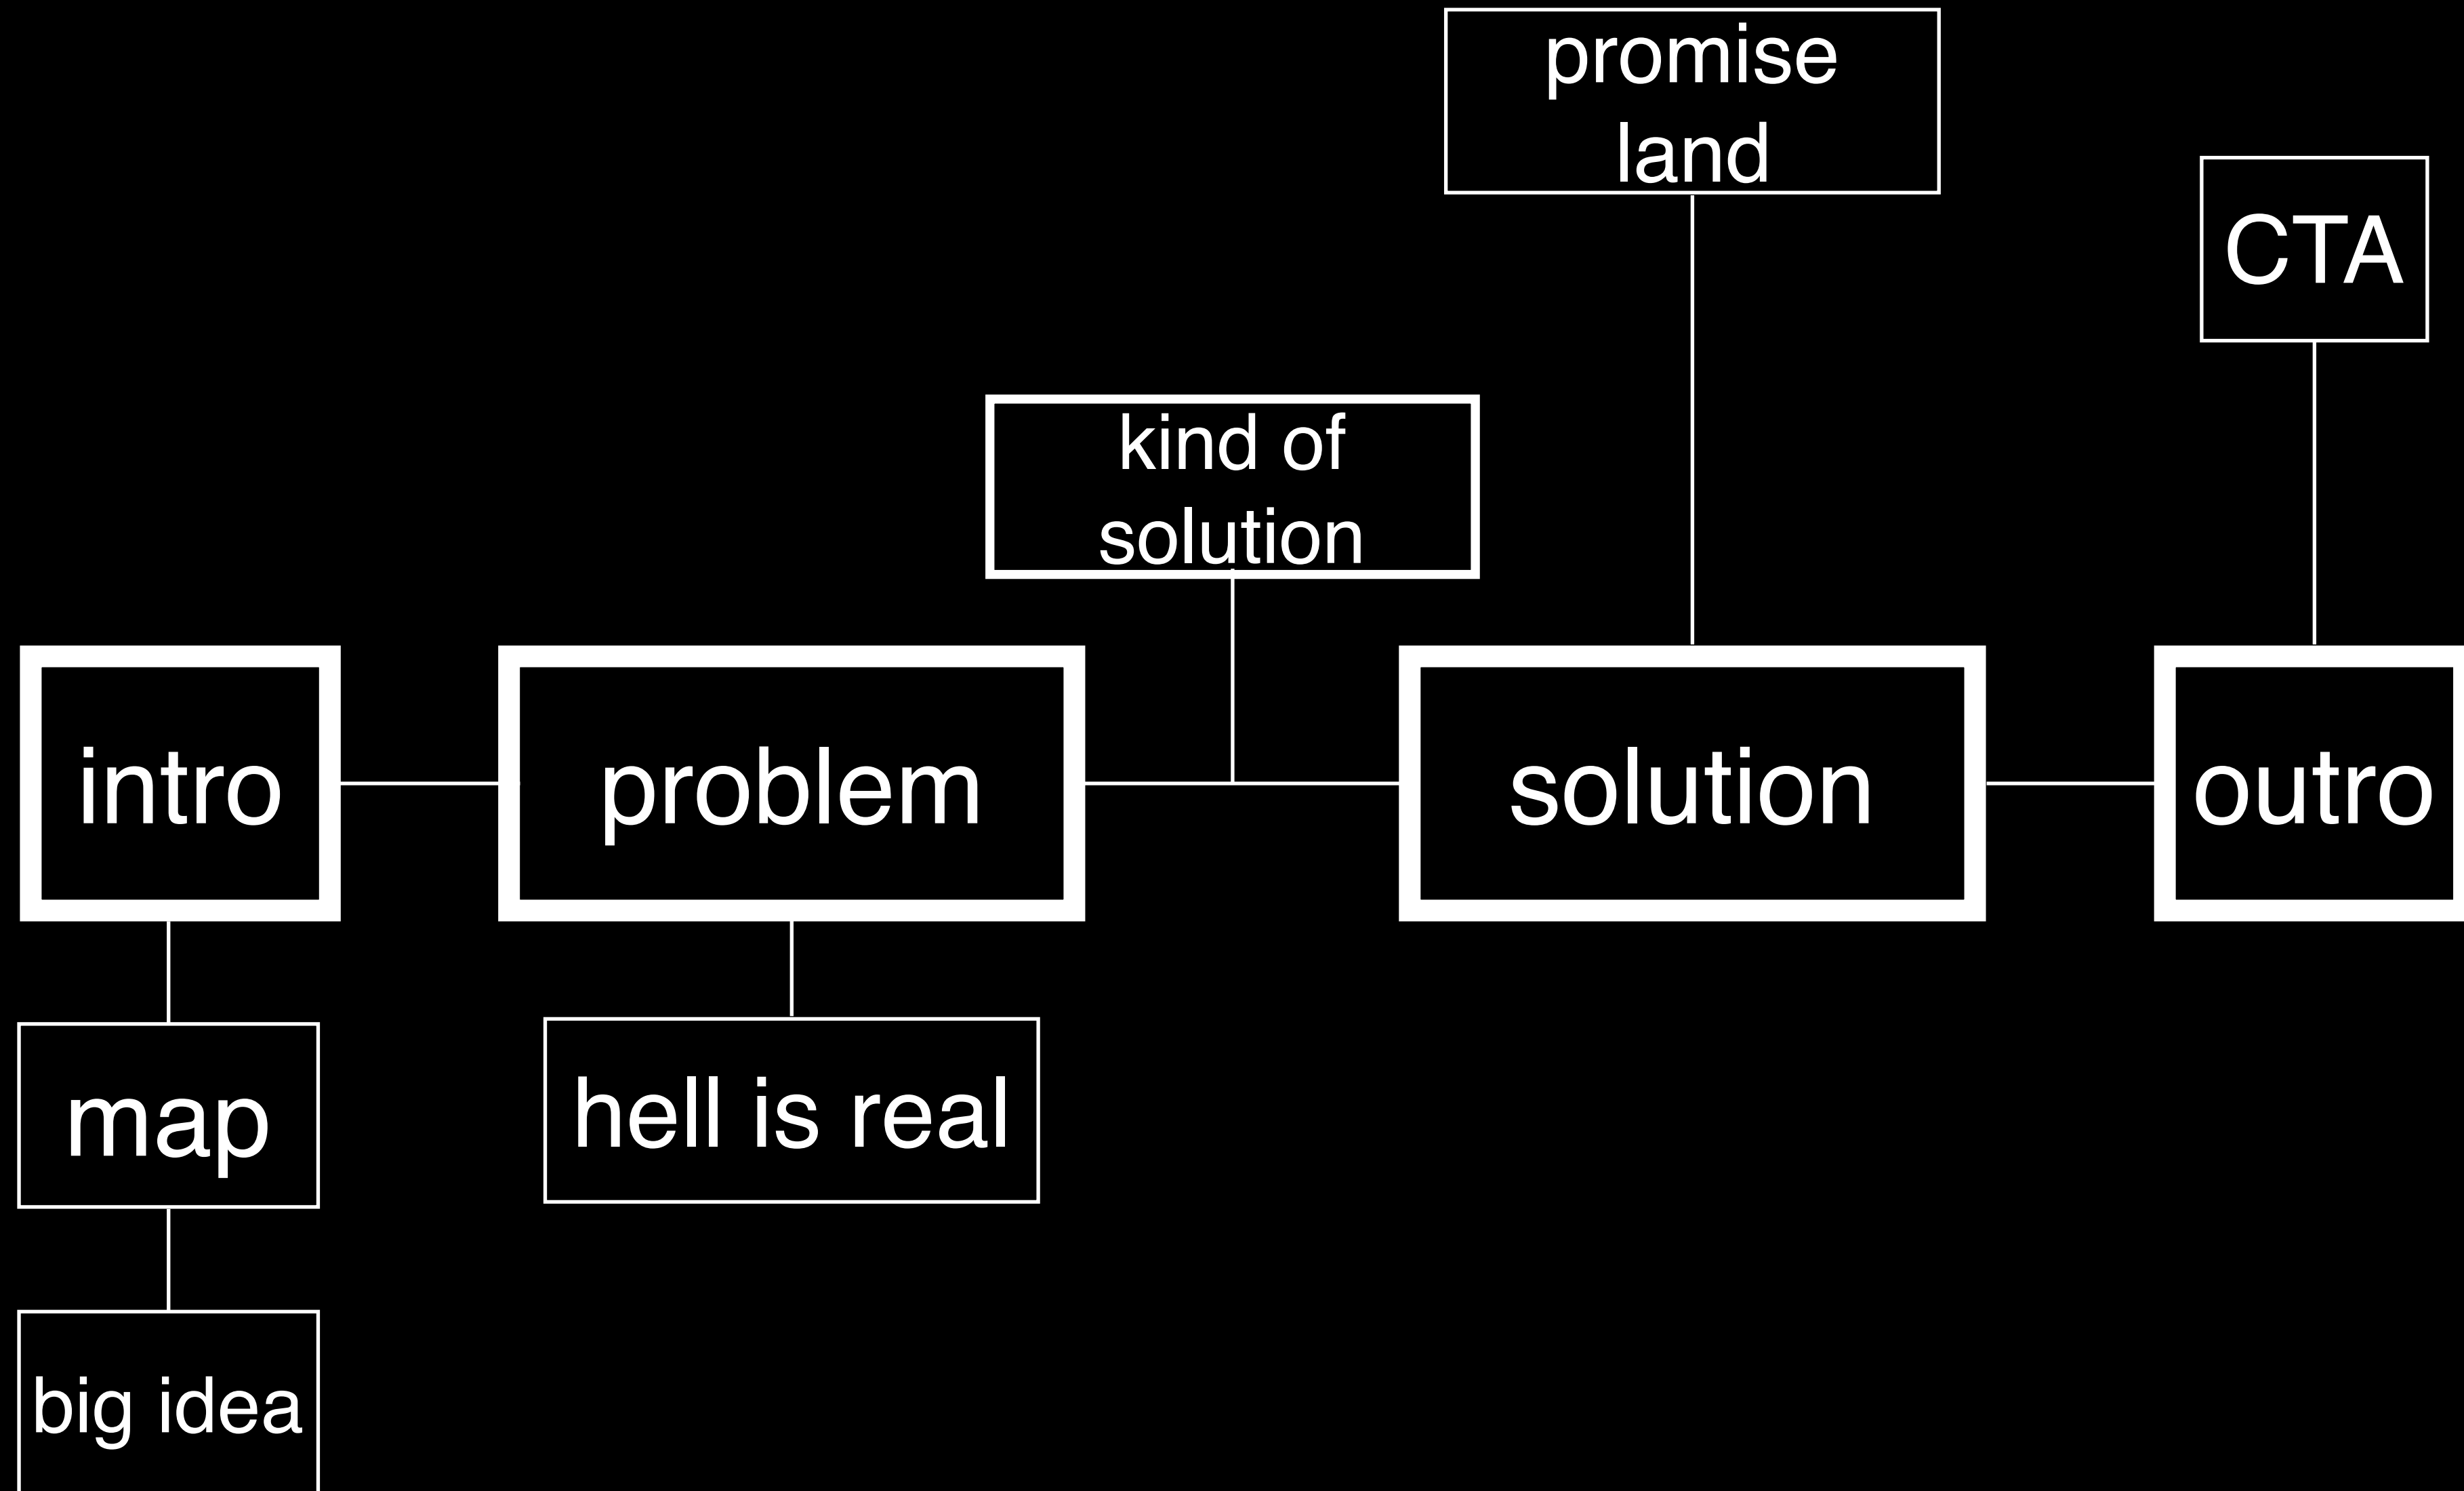 promise
land
CTA
kind of
solution
intro
problem
solution
outro
map
hell is real
big idea